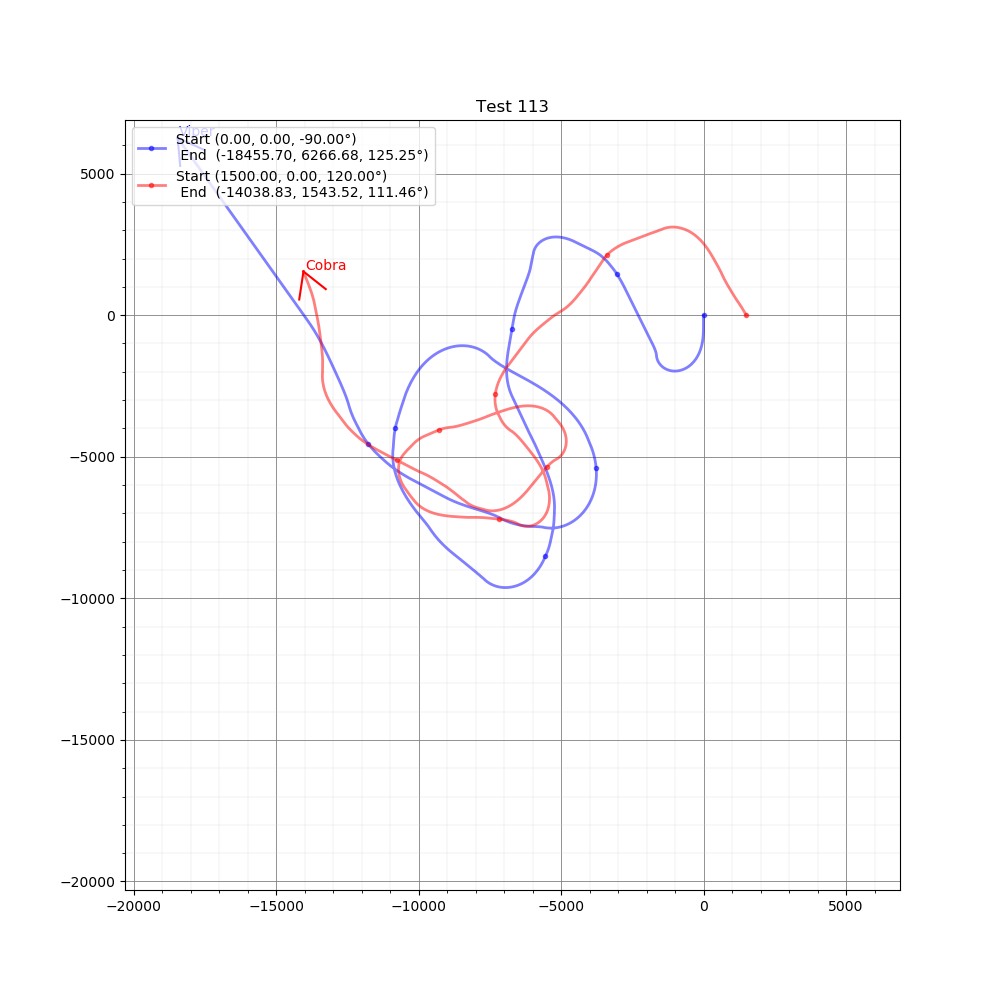 Test 113
Viper
Start (0.00, 0.00, -90.00°)
End (-18455.70, 6266.68, 125.25°)
Start (1500.00, 0.00, 120.00°)
End (-14038.83, 1543.52, 111.46°)
Cobra
5000
0
−5000
−10000
−15000
−20000
−20000 −15000 −10000 −5000 0 5000